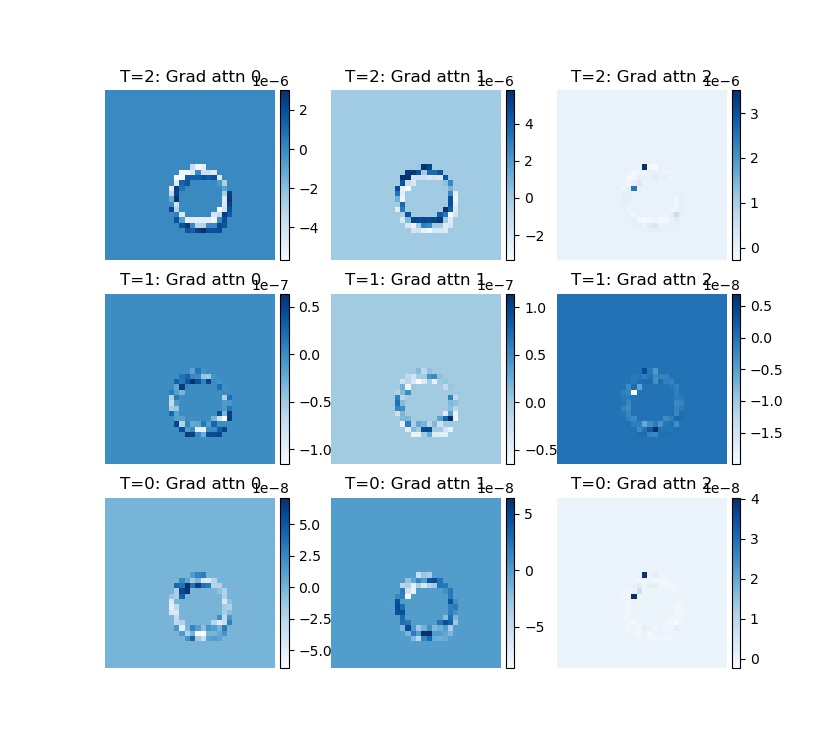 T=2: Grad attn 0
1e−6
T=2: Grad attn 1
1e−6
T=2: Grad attn 2
1e−6
2
0
−2
−4
4
2
0
−2
3
2
1
0
T=1: Grad attn 0
1e−7
T=1: Grad attn 1
1e−7
T=1: Grad attn 2
1e−8
0.5
0.0
−0.5
−1.0
1.0
0.5
0.0
−0.5
0.5
0.0
−0.5
−1.0
−1.5
T=0: Grad attn 0
1e−8
T=0: Grad attn 1
1e−8
T=0: Grad attn 2
1e−8
5.0
2.5
0.0
−2.5
−5.0
5
0
−5
4
3
2
1
0